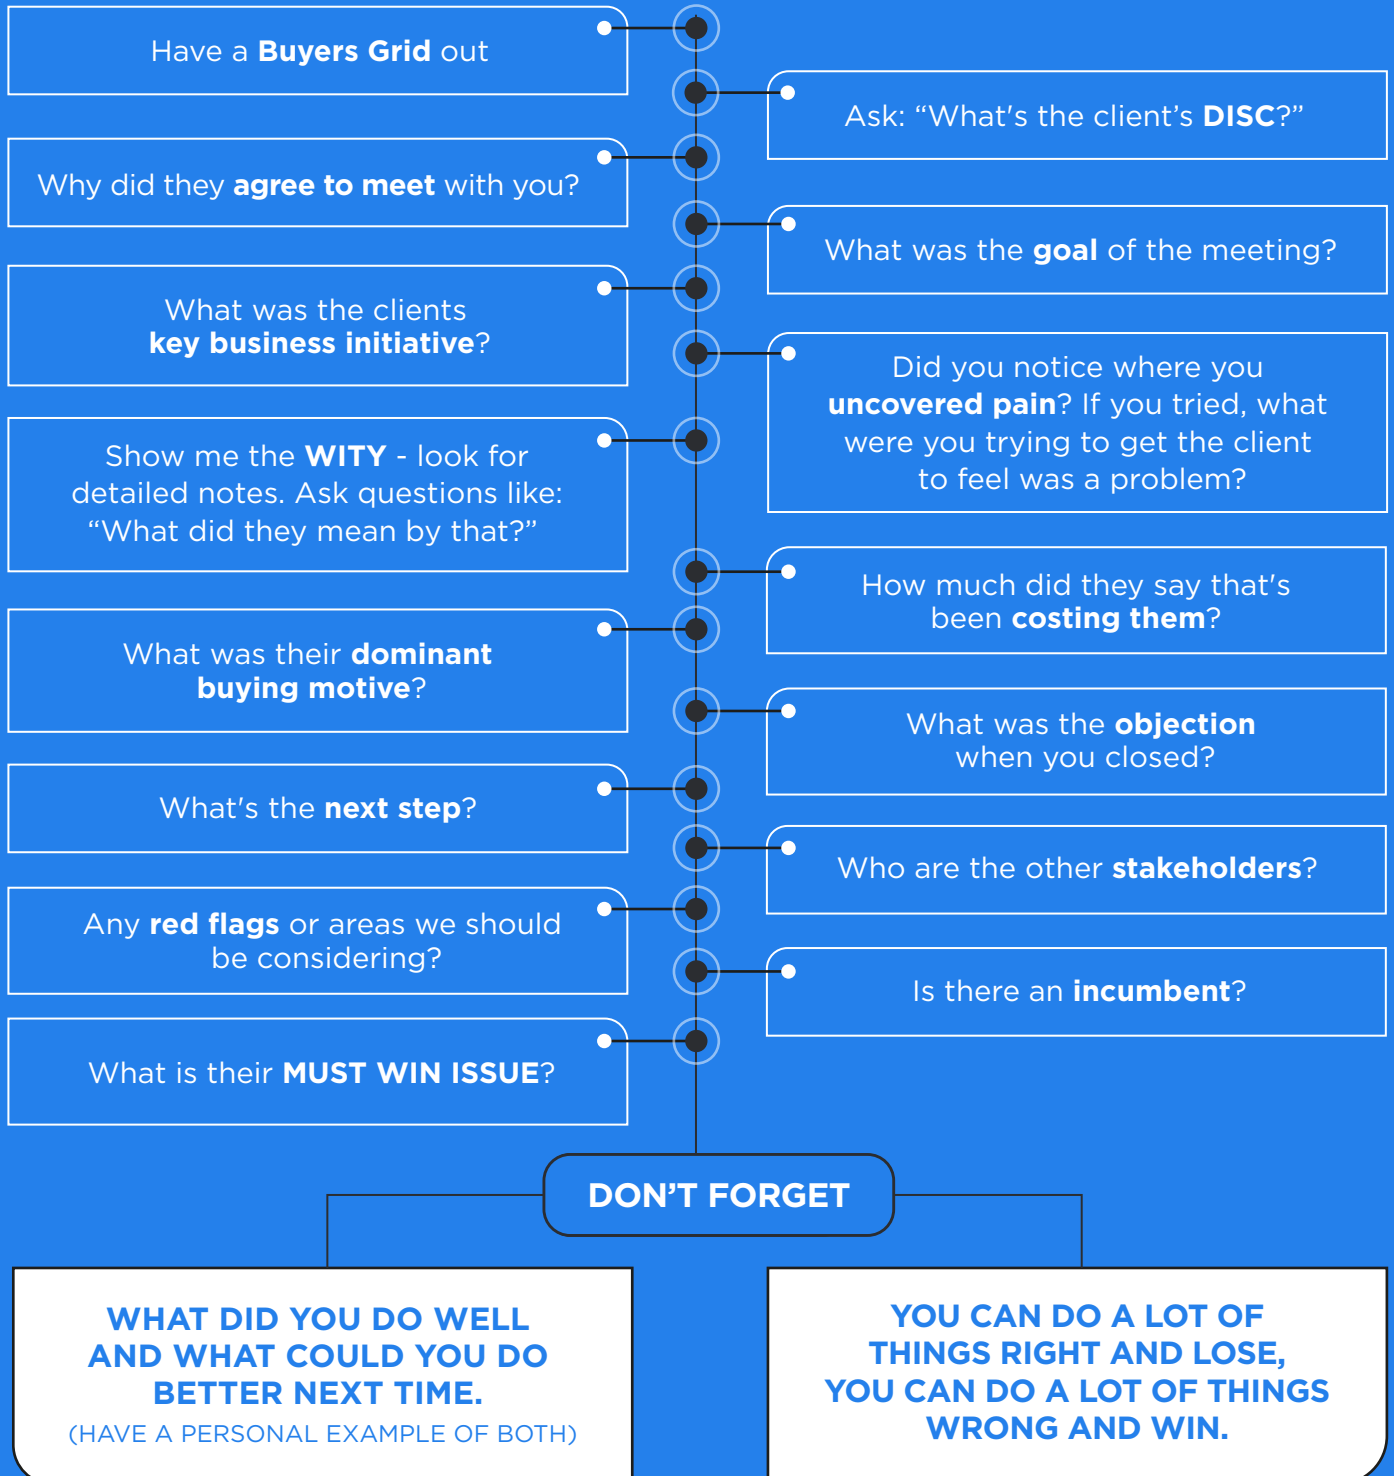 Have a Buyers Grid out
Ask: “What's the client’s DISC?”
Why did they agree to meet with you?
What was the goal of the meeting?
What was the clients
key business initiative?
Did you notice where you
uncovered pain? If you tried, what
were you trying to get the client
to feel was a problem?
Show me the WITY - look for
detailed notes. Ask questions like:
“What did they mean by that?”
How much did they say that's
been costing them?
What was their dominant
buying motive?
What was the objection
when you closed?
What's the next step?
Who are the other stakeholders?
Any red flags or areas we should
be considering?
Is there an incumbent?
What is their MUST WIN ISSUE?
DON’T FORGET
WHAT DID YOU DO WELL
AND WHAT COULD YOU DO
BETTER NEXT TIME.
(HAVE A PERSONAL EXAMPLE OF BOTH)
YOU CAN DO A LOT OF
THINGS RIGHT AND LOSE,
YOU CAN DO A LOT OF THINGS
WRONG AND WIN.